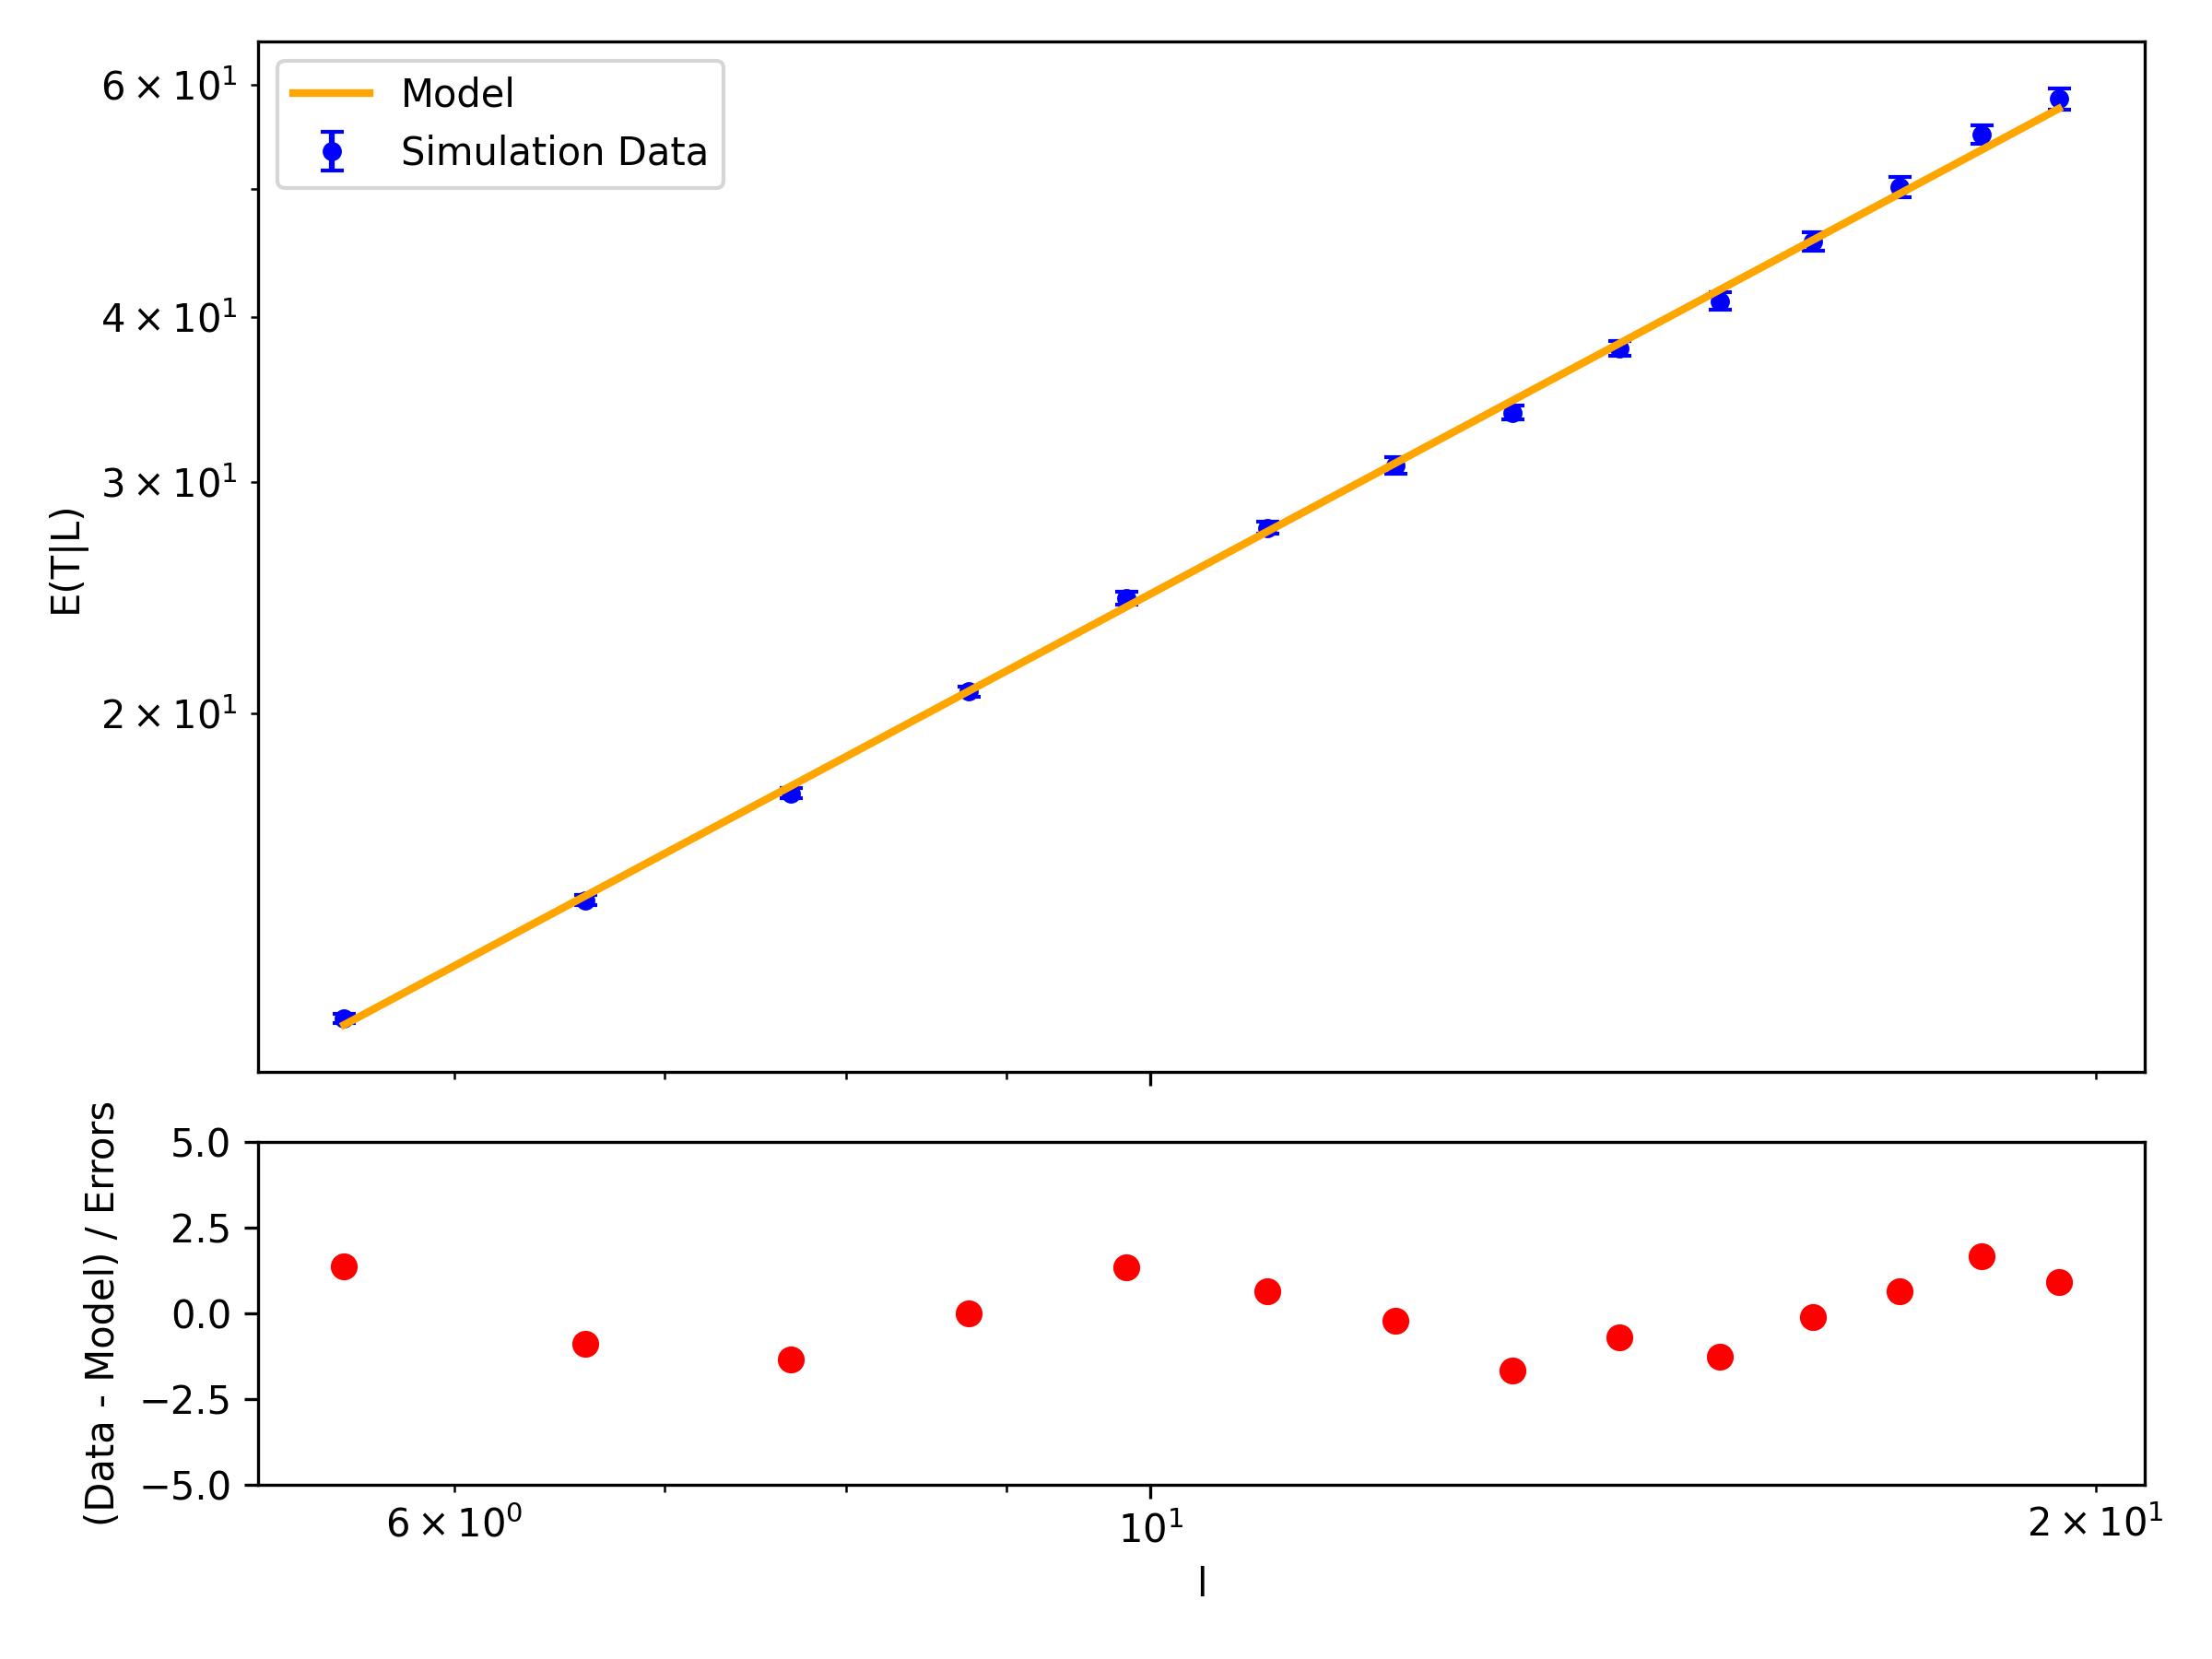 6×10¹
4×10¹
3×10¹
2×10¹
E(T|L)
Model
Simulation Data
5.0
2.5
0.0
−2.5
−5.0
(Data - Model) / Errors
6×10⁰
10¹
2×10¹
l